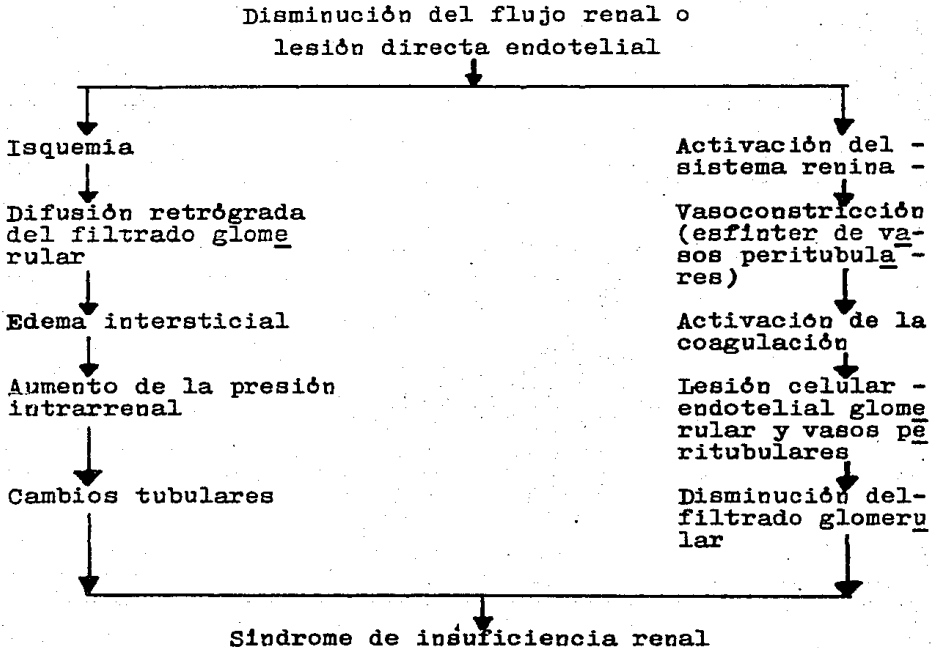 Disminución del flujo renal o
lesión directa endotelial
Isquemia
Difusión retrógrada
del filtrado glome
rular
Edema intersticial
Aumento de la presión
intrarrenal
Cambios tubulares
Activación del -
sistema renina -
Vasoconstricción
(esfínter de va-
sos peritubula -
res)
Activación de la
coagulación
Lesión celular -
endotelial glome
rular y vasos pe
ritubulares
Disminución del-
filtrado glomeru
lar
Síndrome de insuficiencia renal